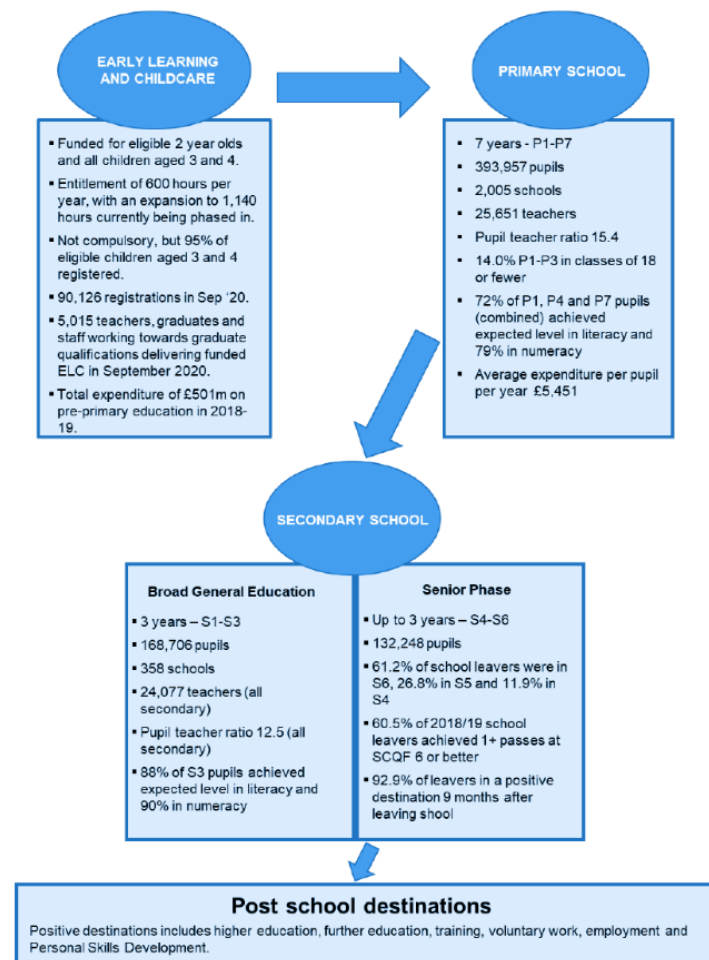 EARLY LEARNING
AND CHILDCARE
▪ Funded for eligible 2 year olds
and all children aged 3 and 4.
▪ Entitlement of 600 hours per
year, with an expansion to 1,140
hours currently being phased in.
▪ Not compulsory, but 95% of
eligible children aged 3 and 4
registered.
▪ 90,126 registrations in Sep ‘20.
▪ 5,015 teachers, graduates and
staff working towards graduate
qualifications delivering funded
ELC in September 2020.
▪ Total expenditure of £501m on
pre-primary education in 2018-
19.
PRIMARY SCHOOL
▪ 7 years - P1-P7
▪ 393,957 pupils
▪ 2,005 schools
▪ 25,651 teachers
▪ Pupil teacher ratio 15.4
▪ 14.0% P1-P3 in classes of 18
or fewer
▪ 72% of P1, P4 and P7 pupils
(combined) achieved
expected level in literacy and
79% in numeracy
▪ Average expenditure per pupil
per year £5,451
SECONDARY SCHOOL
Broad General Education
▪ 3 years – S1-S3
▪ 168,706 pupils
▪ 358 schools
▪ 24,077 teachers (all
secondary)
▪ Pupil teacher ratio 12.5 (all
secondary)
▪ 88% of S3 pupils achieved
expected level in literacy and
90% in numeracy
Senior Phase
▪ Up to 3 years – S4-S6
▪ 132,248 pupils
▪ 61.2% of school leavers were in
S6, 26.8% in S5 and 11.9% in
S4
▪ 60.5% of 2018/19 school
leavers achieved 1+ passes at
SCQF 6 or better
▪ 92.9% of leavers in a positive
destination 9 months after
leaving shool
Post school destinations
Positive destinations includes higher education, further education, training, voluntary work, employment and
Personal Skills Development.